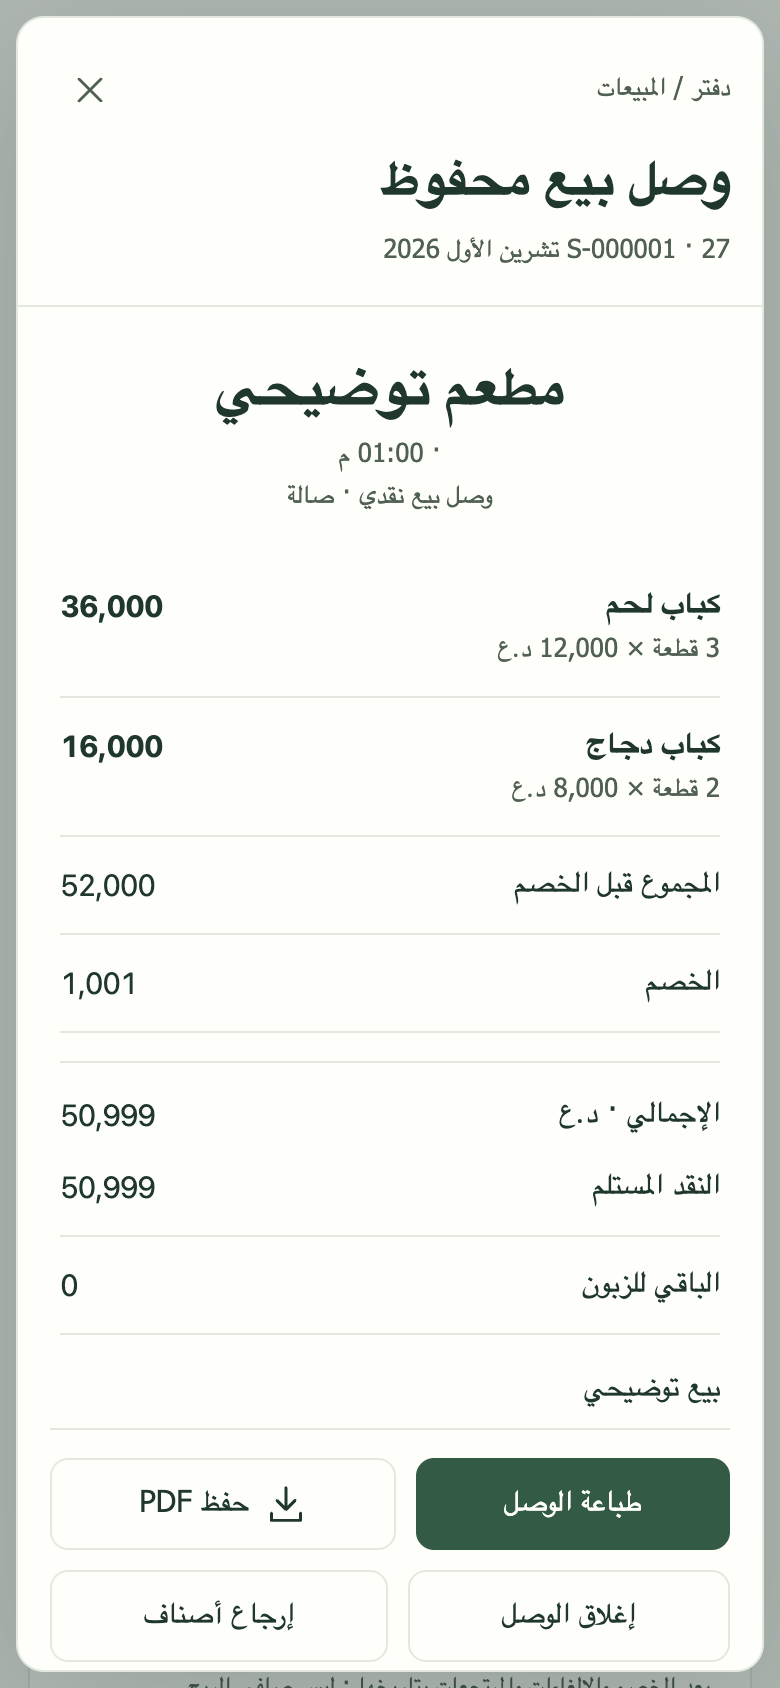 دفتر / المبيعات
وصل بيع محفوظ
S-000001 · 27 تشرين الأول 2026
مطعم توضيحي
· 01:00 م
وصل بيع نقدي · صالة
كباب لحم 36,000
3 قطعة × 12,000 د.ع
كباب دجاج 16,000
2 قطعة × 8,000 د.ع
المجموع قبل الخصم 52,000
الخصم 1,001
الإجمالي · د.ع 50,999
النقد المستلم 50,999
الباقي للزبون 0
بيع توضيحي
طباعة الوصل
حفظ PDF
إغلاق الوصل
إرجاع أصناف